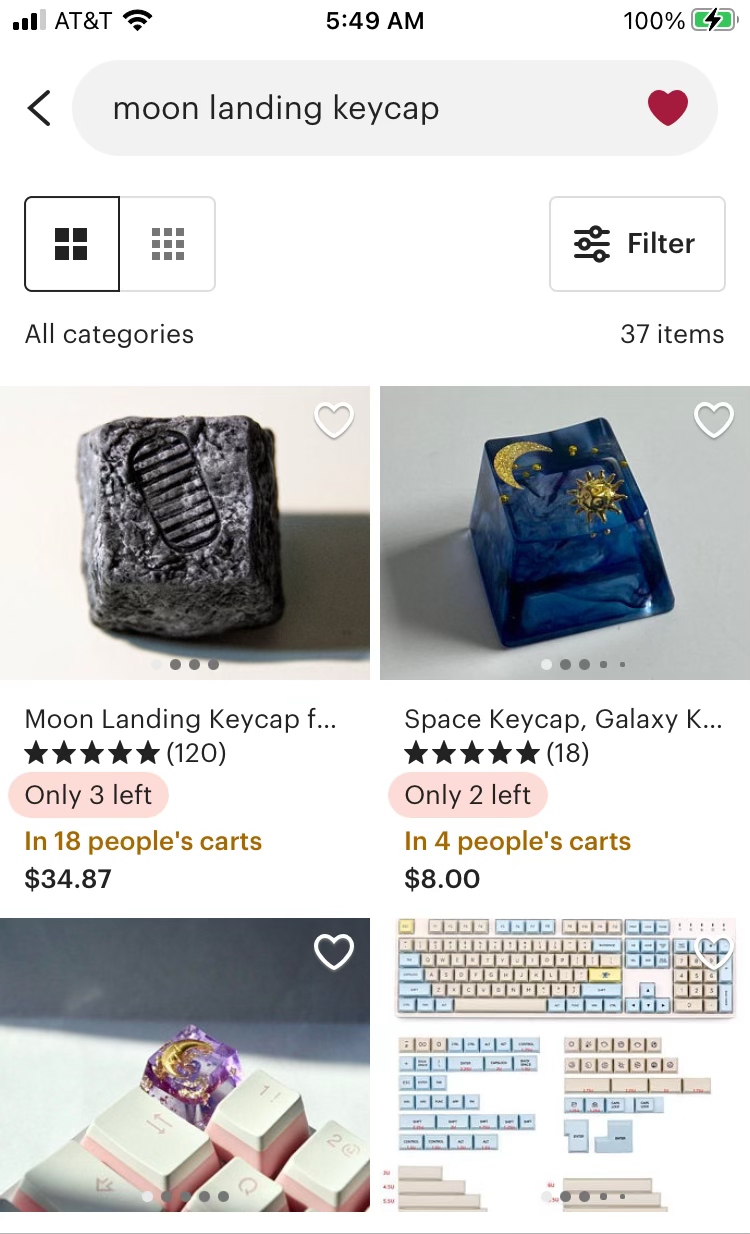 AT&T 5:49 AM 100%
moon landing keycap
Filter
All categories 37 items
Moon Landing Keycap f...
(120)
Only 3 left
In 18 people's carts
$34.87
Space Keycap, Galaxy K...
(18)
Only 2 left
In 4 people's carts
$8.00
1 !
2 @